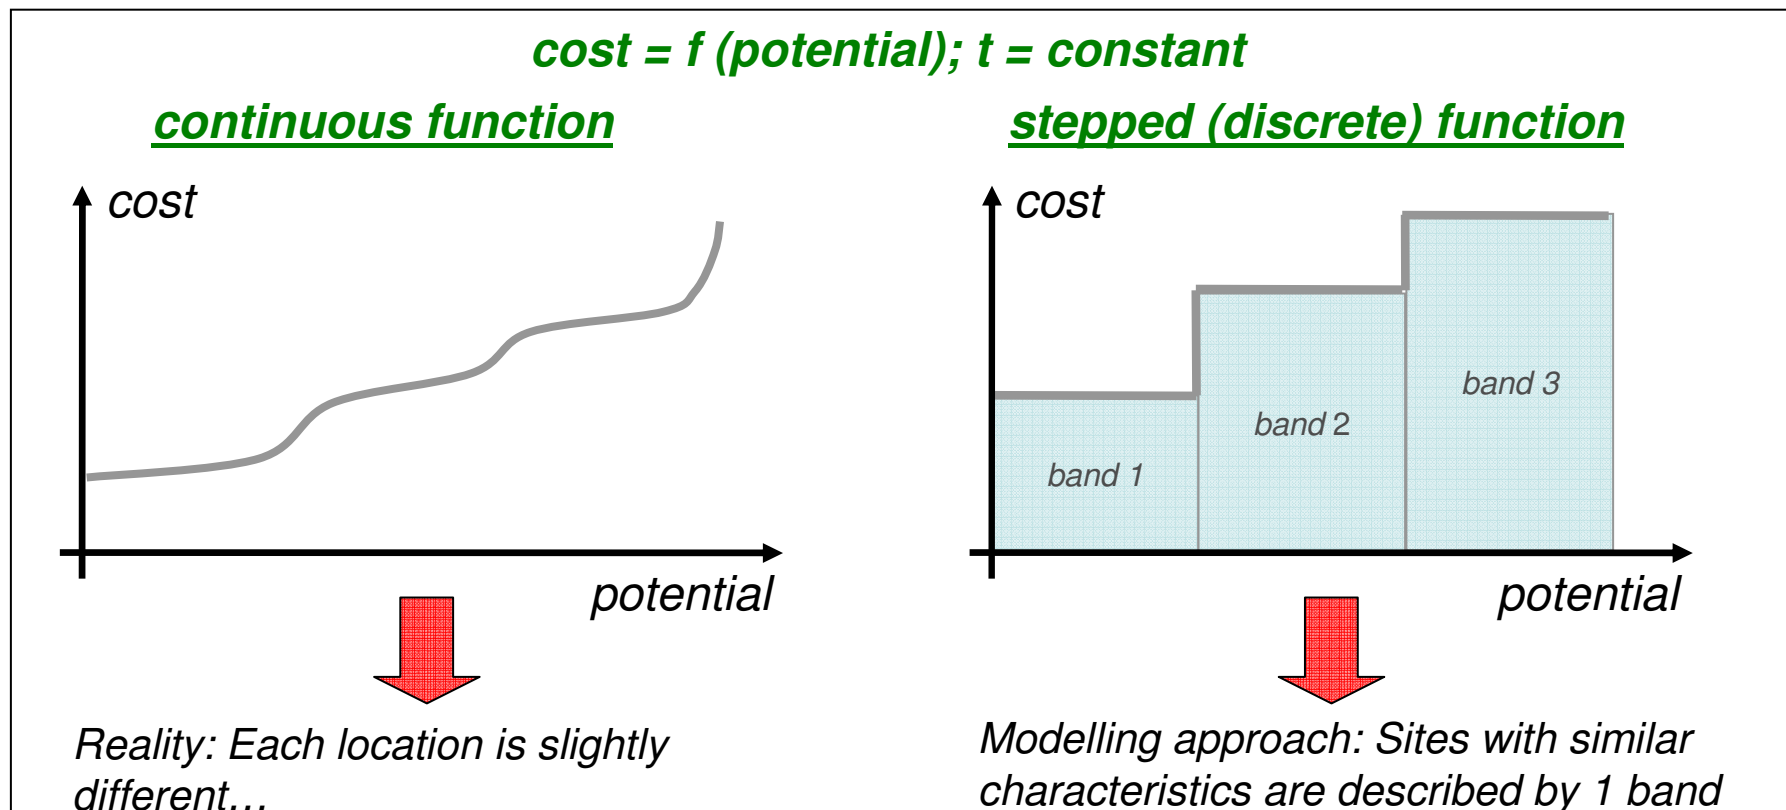 cost = f (potential); t = constant
continuous function
cost
potential
Reality: Each location is slightly
different…
stepped (discrete) function
cost
band 1
band 2
band 3
potential
Modelling approach: Sites with similar
characteristics are described by 1 band